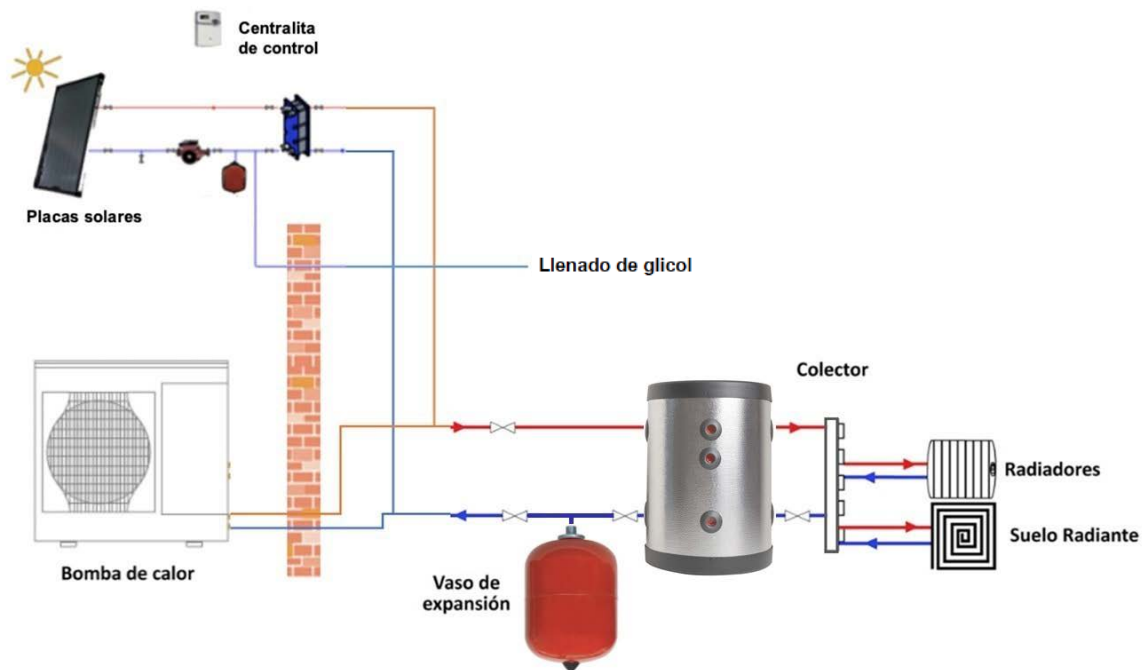 Centralita
de control
Placas solares
Llenado de glicol
Colector
Radiadores
Suelo Radiante
Bomba de calor
Vaso de
expansión